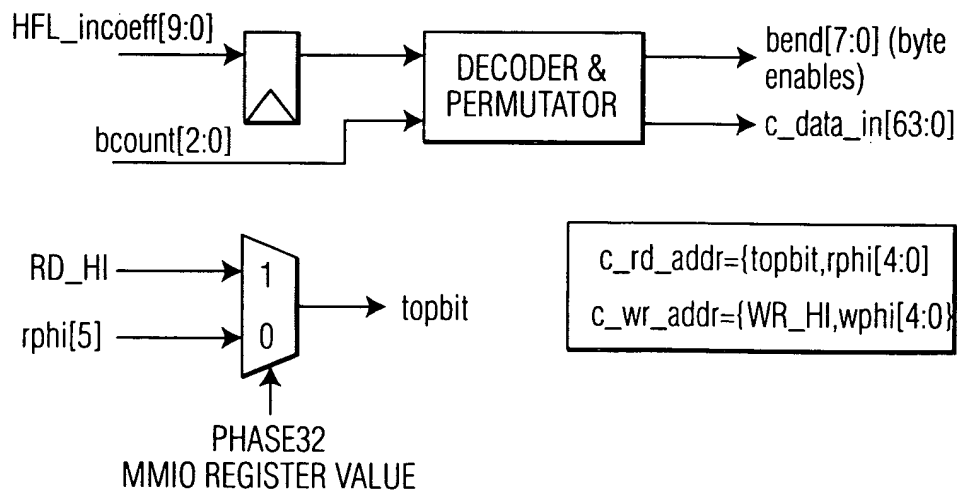 HFL_incoeff[9:0]
bcount[2:0]
DECODER &
PERMUTATOR
bend[7:0] (byte
enables)
c_data_in[63:0]
RD_HI
rphi[5]
1
0
topbit
PHASE32
MMIO REGISTER VALUE
c_rd_addr={topbit,rphi[4:0]
c_wr_addr={WR_HI,wphi[4:0}